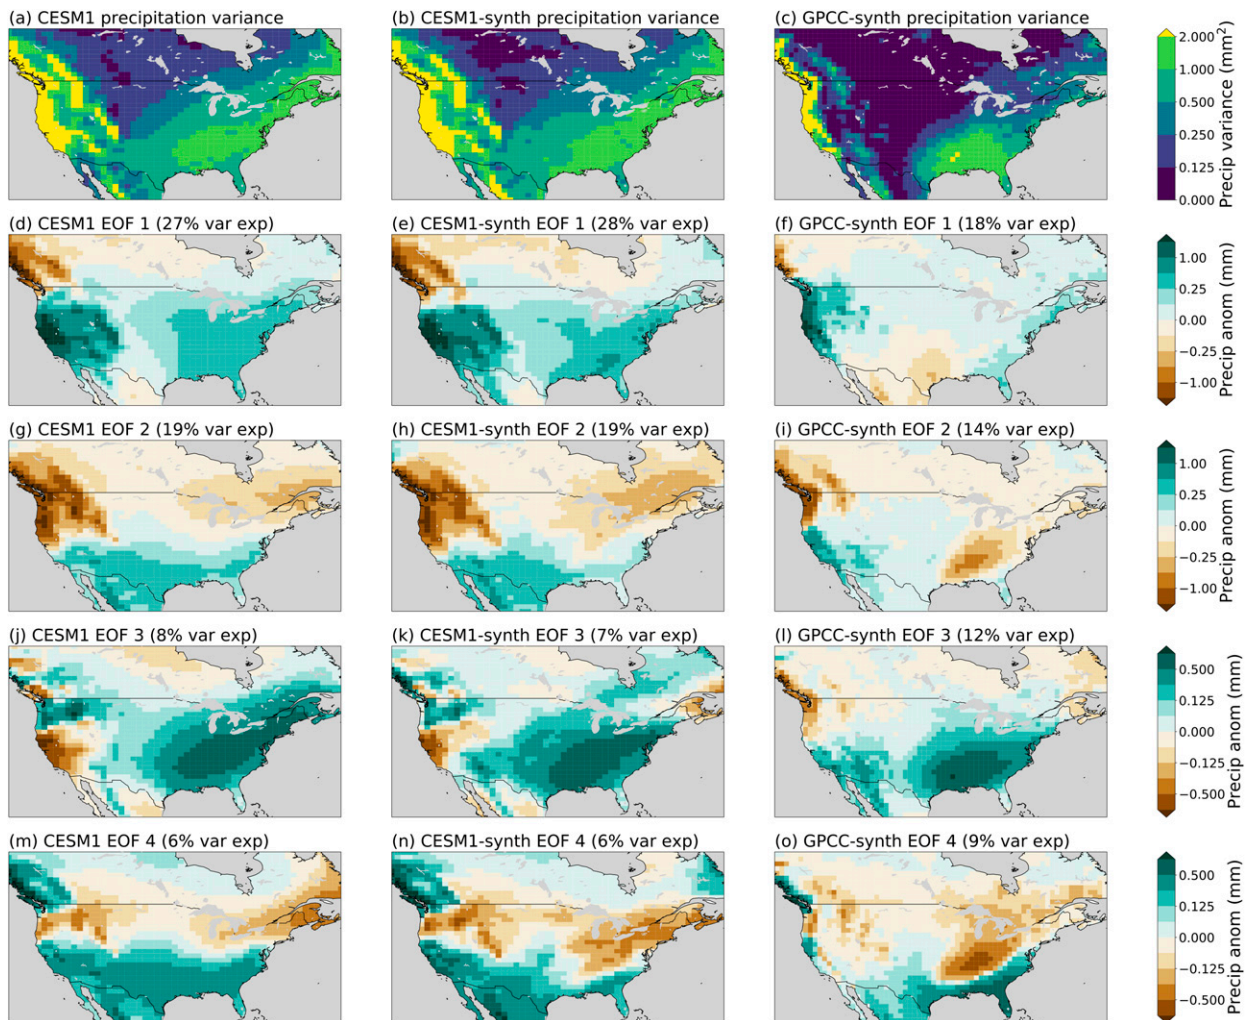 (a) CESM1 precipitation variance
(b) CESM1-synth precipitation variance
(c) GPCC-synth precipitation variance
2.000
1.000
0.500
0.250
0.125
0.000
Precip variance (mm²)
(d) CESM1 EOF 1 (27% var exp)
(e) CESM1-synth EOF 1 (28% var exp)
(f) GPCC-synth EOF 1 (18% var exp)
1.00
0.25
0.00
−0.25
−1.00
Precip anom (mm)
(g) CESM1 EOF 2 (19% var exp)
(h) CESM1-synth EOF 2 (19% var exp)
(i) GPCC-synth EOF 2 (14% var exp)
1.00
0.25
0.00
−0.25
−1.00
Precip anom (mm)
(j) CESM1 EOF 3 (8% var exp)
(k) CESM1-synth EOF 3 (7% var exp)
(l) GPCC-synth EOF 3 (12% var exp)
0.500
0.125
0.000
−0.125
−0.500
Precip anom (mm)
(m) CESM1 EOF 4 (6% var exp)
(n) CESM1-synth EOF 4 (6% var exp)
(o) GPCC-synth EOF 4 (9% var exp)
0.500
0.125
0.000
−0.125
−0.500
Precip anom (mm)